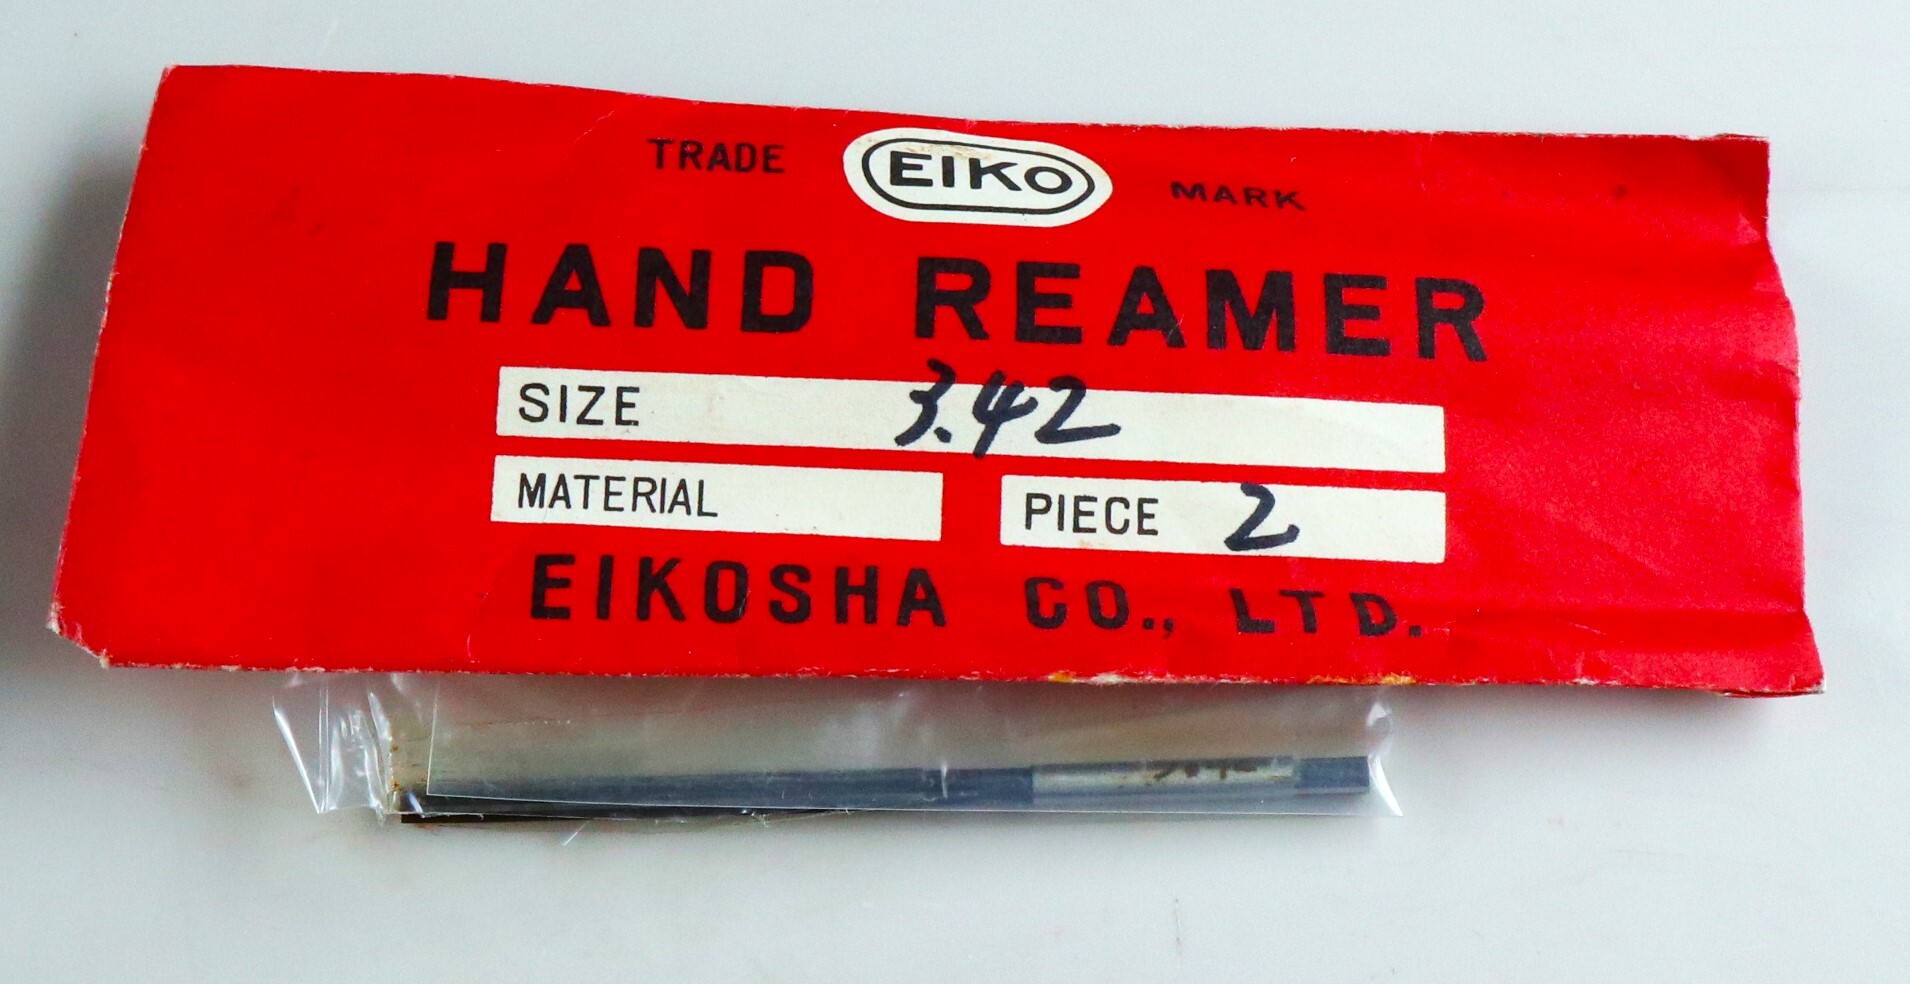 TRADE EIKO MARK
HAND REAMER
SIZE 3.42
MATERIAL
PIECE 2
EIKOSHA CO., LTD.